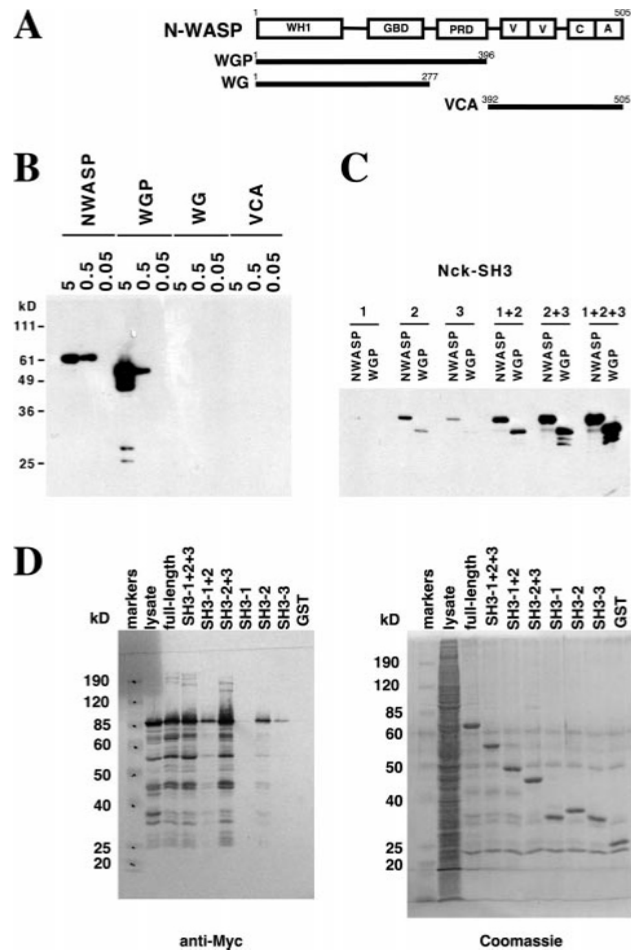 A
N-WASP
1
505
WH1 GBD PRD V V C A
WGP 1 396
WG 1 277
VCA 392 505
B
NWASP WGP WG VCA
5 0.5 0.05 5 0.5 0.05 5 0.5 0.05 5 0.5 0.05
kD
111-
61-
49-
36-
25-
C
Nck-SH3
1 2 3 1+2 2+3 1+2+3
NWASP WGP NWASP WGP NWASP WGP NWASP WGP NWASP WGP NWASP WGP
D
kD
markers lysate full-length SH3-1+2+3 SH3-1+2 SH3-2+3 SH3-1 SH3-2 SH3-3 GST
190
120
85
60
50
40
25
20
anti-Myc
kD
markers lysate full-length SH3-1+2+3 SH3-1+2 SH3-2+3 SH3-1 SH3-2 SH3-3 GST
190
120
85
60
50
40
25
20
Coomassie